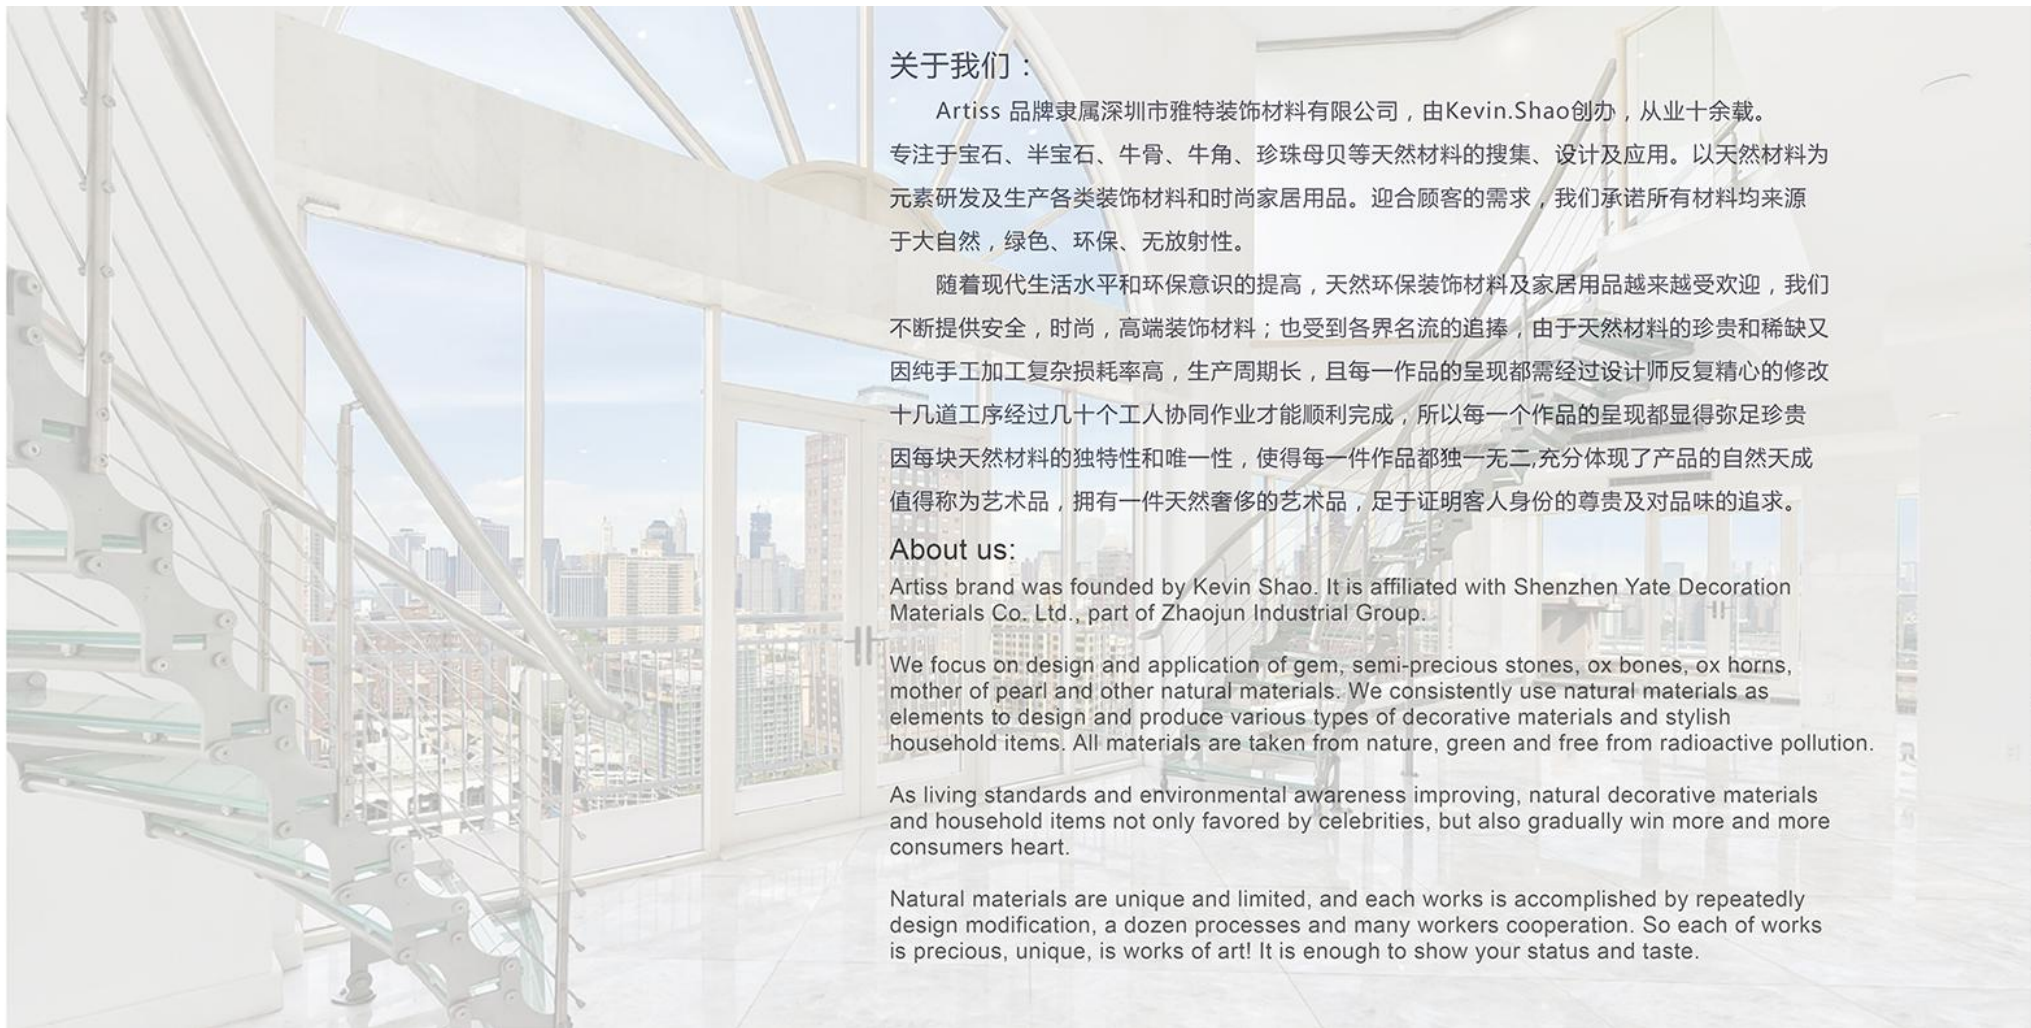 关于我们：
Artiss 品牌隶属深圳市雅特装饰材料有限公司，由Kevin.Shao创办，从业十余载。
专注于宝石、半宝石、牛骨、牛角、珍珠母贝等天然材料的搜集、设计及应用。以天然材料为
元素研发及生产各类装饰材料和时尚家居用品。迎合顾客的需求，我们承诺所有材料均来源
于大自然，绿色、环保、无放射性。
随着现代生活水平和环保意识的提高，天然环保装饰材料及家居用品越来越受欢迎，我们
不断提供安全，时尚，高端装饰材料；也受到各界名流的追捧，由于天然材料的珍贵和稀缺又
因纯手工加工复杂损耗率高，生产周期长，且每一作品的呈现都需经过设计师反复精心的修改
十几道工序经过几十个工人协同作业才能顺利完成，所以每一个作品的呈现都显得弥足珍贵
因每块天然材料的独特性和唯一性，使得每一件作品都独一无二,充分体现了产品的自然天成
值得称为艺术品，拥有一件天然奢侈的艺术品，足于证明客人身份的尊贵及对品味的追求。
About us:
Artiss brand was founded by Kevin Shao. It is affiliated with Shenzhen Yate Decoration
Materials Co. Ltd., part of Zhaojun Industrial Group.
We focus on design and application of gem, semi-precious stones, ox bones, ox horns,
mother of pearl and other natural materials. We consistently use natural materials as
elements to design and produce various types of decorative materials and stylish
household items. All materials are taken from nature, green and free from radioactive pollution.
As living standards and environmental awareness improving, natural decorative materials
and household items not only favored by celebrities, but also gradually win more and more
consumers heart.
Natural materials are unique and limited, and each works is accomplished by repeatedly
design modification, a dozen processes and many workers cooperation. So each of works
is precious, unique, is works of art! It is enough to show your status and taste.